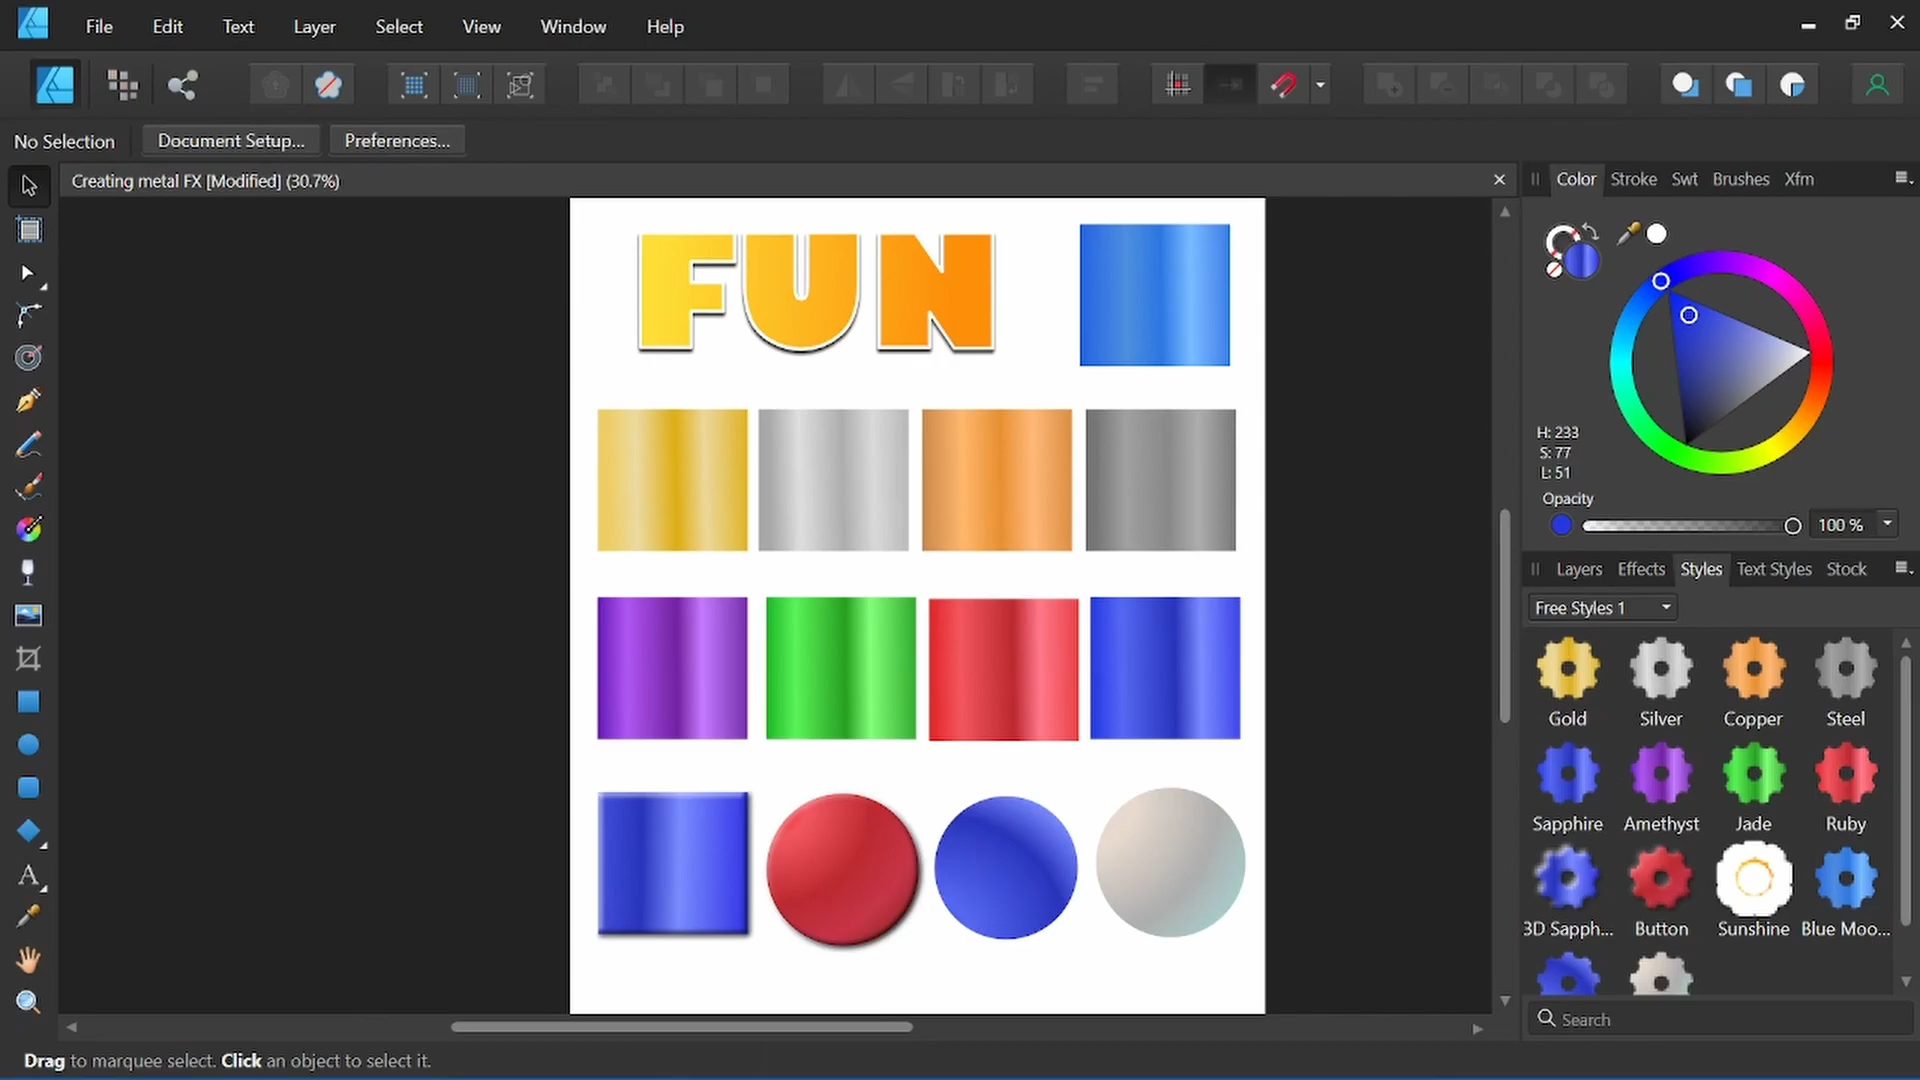 File Edit Text Layer Select View Window Help
No Selection Document Setup... Preferences...
Creating metal FX [Modified] (30.7%)
Color Stroke Swt Brushes Xfm
FUN
H: 233
S: 77
L: 51
Opacity
100 %
Layers Effects Styles Text Styles Stock
Free Styles 1
Gold Silver Copper Steel
Sapphire Amethyst Jade Ruby
3D Sapph... Button Sunshine Blue Moo...
Search
Drag to marquee select. Click an object to select it.